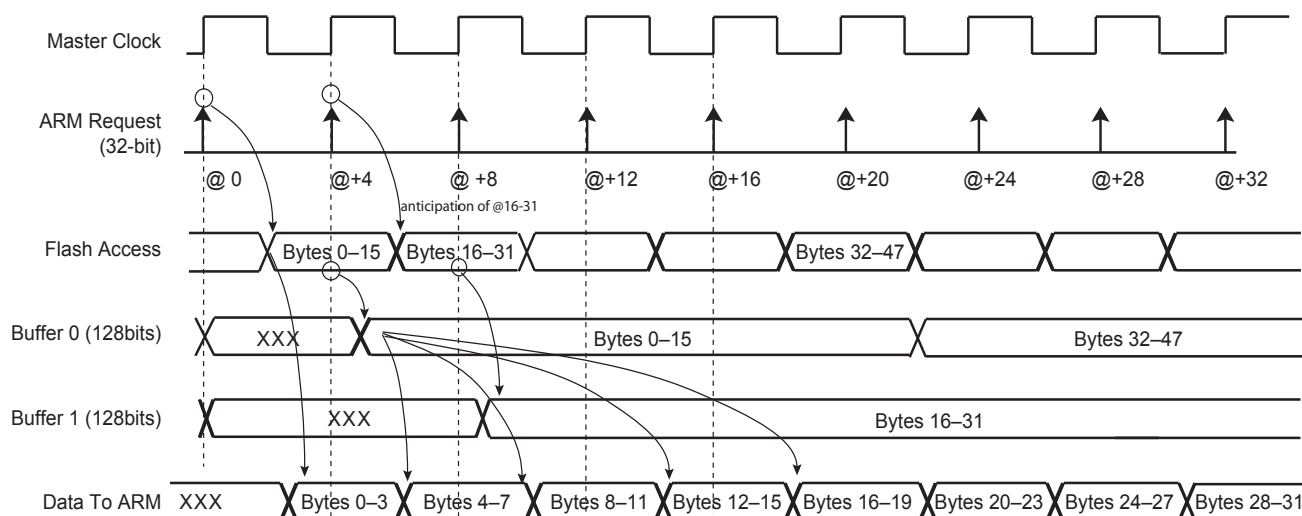 Master Clock
ARM Request
(32-bit)
@ 0 @+4 @ +8 @+12 @+16 @+20 @+24 @+28 @+32
anticipation of @16-31
Flash Access Bytes 0–15 Bytes 16–31 Bytes 32–47
Buffer 0 (128bits) XXX Bytes 0–15 Bytes 32–47
Buffer 1 (128bits) XXX Bytes 16–31
Data To ARM XXX Bytes 0–3 Bytes 4–7 Bytes 8–11 Bytes 12–15 Bytes 16–19 Bytes 20–23 Bytes 24–27 Bytes 28–31